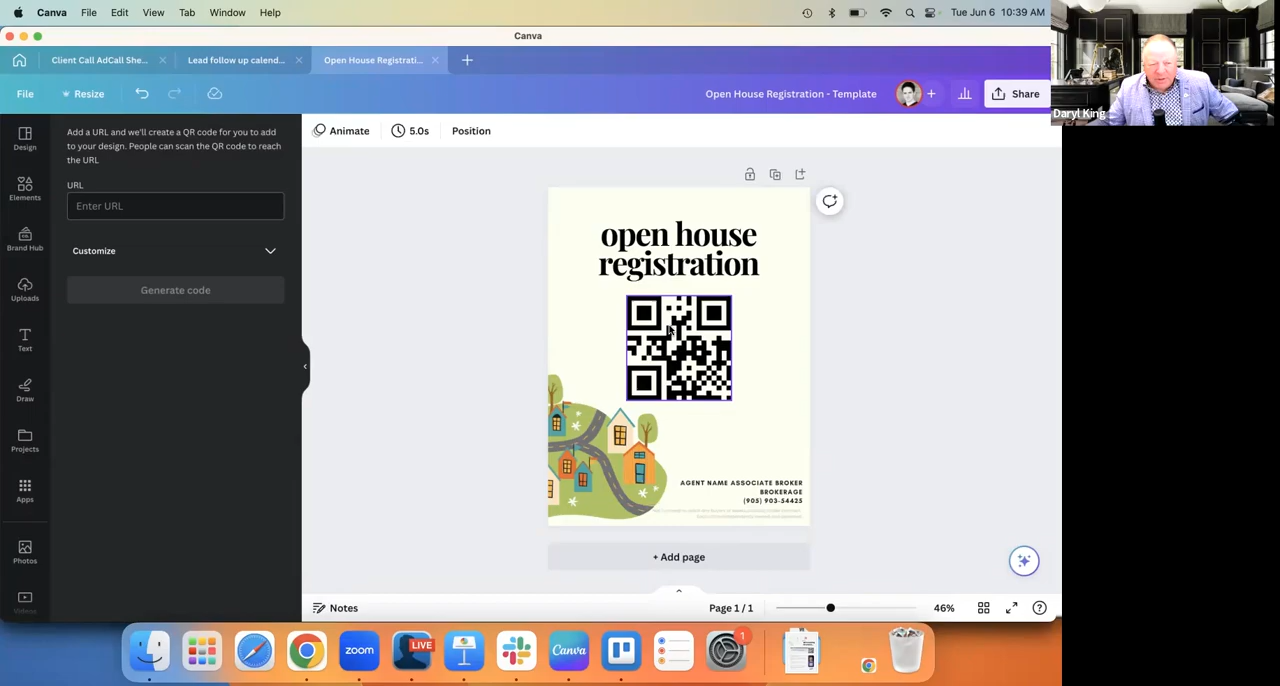 Canva File Edit View Tab Window Help Tue Jun 6 10:39 AM
Canva
Client Call AdCall She... Lead follow up calend... Open House Registrati...
File Resize Open House Registration - Template Share
Daryl King
Animate 5.0s Position
Design
Elements
Brand Hub
Uploads
Text
Draw
Projects
Apps
Photos
Videos
Add a URL and we'll create a QR code for you to add
to your design. People can scan the QR code to reach
the URL
URL
Enter URL
Customize
Generate code
open house
registration
AGENT NAME ASSOCIATE BROKER
BROKERAGE
(905) 903-54425
+ Add page
Notes Page 1 / 1 46%
zoom
LIVE
Canva
1